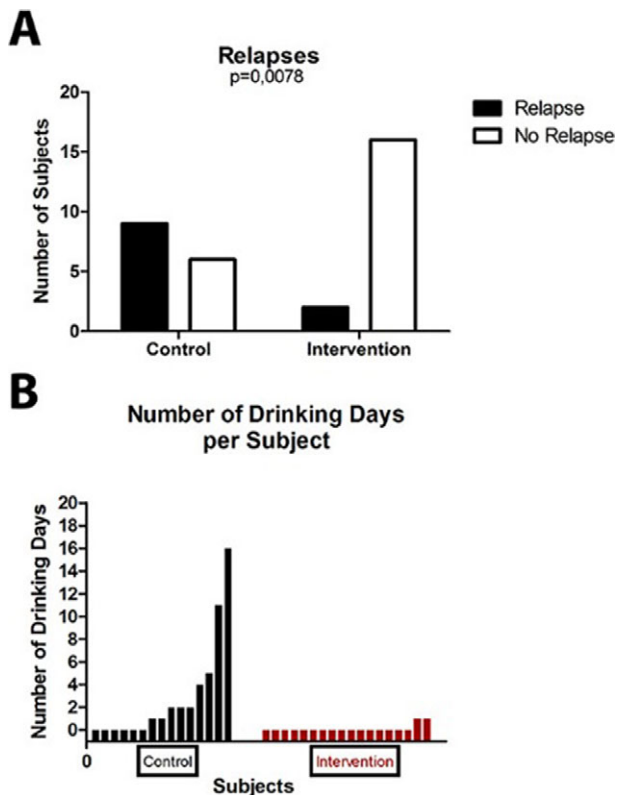 A
Relapses
p=0,0078
20
15
10
5
0
Number of Subjects
Control
Intervention
Relapse
No Relapse
B
Number of Drinking Days
per Subject
20
18
16
14
12
10
8
6
4
2
0
Number of Drinking Days
0
Control
Intervention
Subjects